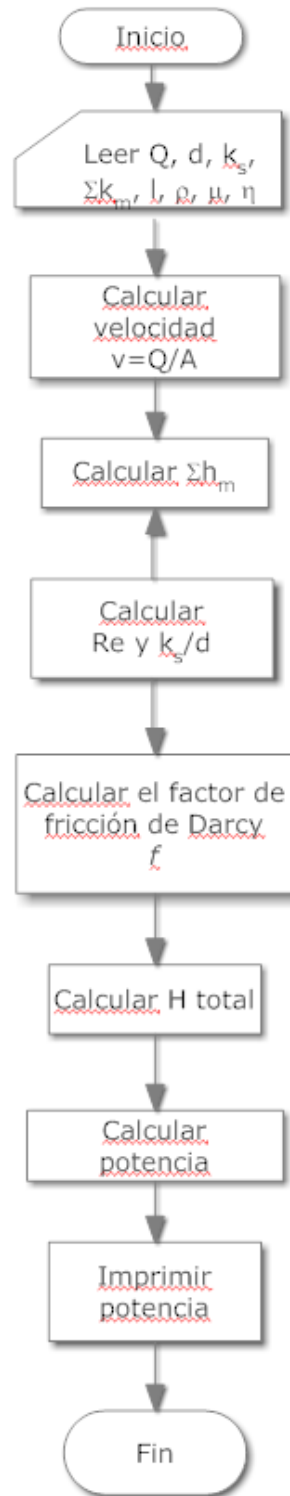 Inicio
Leer Q, d, kₛ,
Σkₘ, l, ρ, μ, η
Calcular
velocidad
v=Q/A
Calcular Σhₘ
Calcular
Re y kₛ/d
Calcular el factor de
fricción de Darcy
f
Calcular H total
Calcular
potencia
Imprimir
potencia
Fin